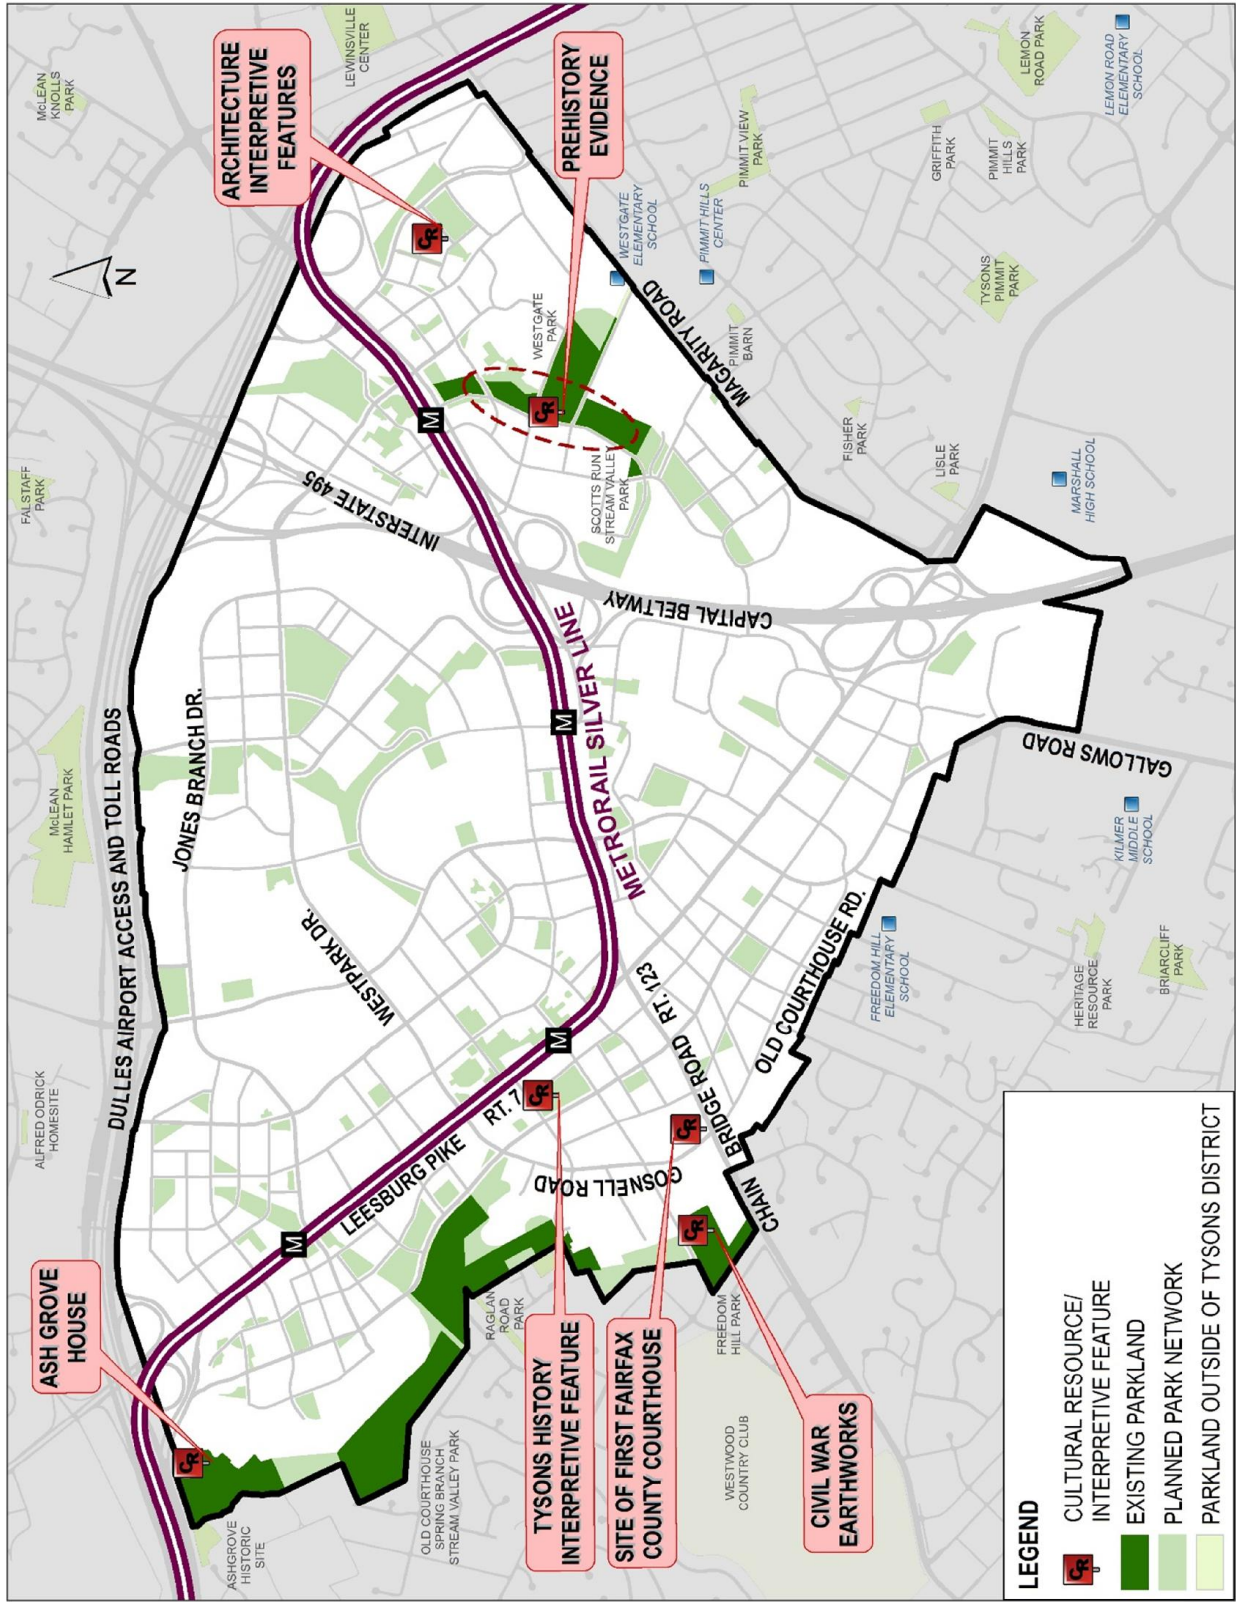 McLEAN
KNOLLS
PARK
LEWINSVILLE
CENTER
ARCHITECTURE
INTERPRETIVE
FEATURES
PREHISTORY
EVIDENCE
LEMON
ROAD PARK
LEMON ROAD
ELEMENTARY
SCHOOL
GRIFFITH
PARK
PIMMIT
HILLS
PARK
PIMMIT VIEW
PARK
WESTGATE
ELEMENTARY
SCHOOL
PIMMIT HILLS
CENTER
TYSONS
PIMMIT
PARK
N
WESTGATE
PARK
MAGARITY ROAD
PIMMIT
BARN
FISHER
PARK
LISLE
PARK
MARSHALL
HIGH SCHOOL
FALSTAFF
PARK
INTERSTATE 495
SCOTTS RUN
STREAM VALLEY
PARK
CAPITAL BELTWAY
METRORAIL SILVER LINE
M
M
M
M
CR
CR
CR
CR
CR
CR
DULLES AIRPORT ACCESS AND TOLL ROADS
JONES BRANCH DR.
McLEAN
HAMLET PARK
WESTPARK DR.
GALLOWS ROAD
KILMER
MIDDLE
SCHOOL
FREEDOM HILL
ELEMENTARY
SCHOOL
HERITAGE
RESOURCE
PARK
BRIARCLIFF
PARK
OLD COURTHOUSE RD.
CHAIN BRIDGE ROAD RT. 123
ALFRED ODRICK
HOMESITE
LEESBURG PIKE RT. 7
GOSNELL ROAD
ASH GROVE
HOUSE
RAGLAN
ROAD
PARK
TYSONS HISTORY
INTERPRETIVE FEATURE
SITE OF FIRST FAIRFAX
COUNTY COURTHOUSE
FREEDOM
HILL PARK
CIVIL WAR
EARTHWORKS
WESTWOOD
COUNTRY CLUB
OLD COURTHOUSE
SPRING BRANCH
STREAM VALLEY PARK
ASHGROVE
HISTORIC
SITE
LEGEND
CR
CULTURAL RESOURCE/
INTERPRETIVE FEATURE
EXISTING PARKLAND
PLANNED PARK NETWORK
PARKLAND OUTSIDE OF TYSONS DISTRICT